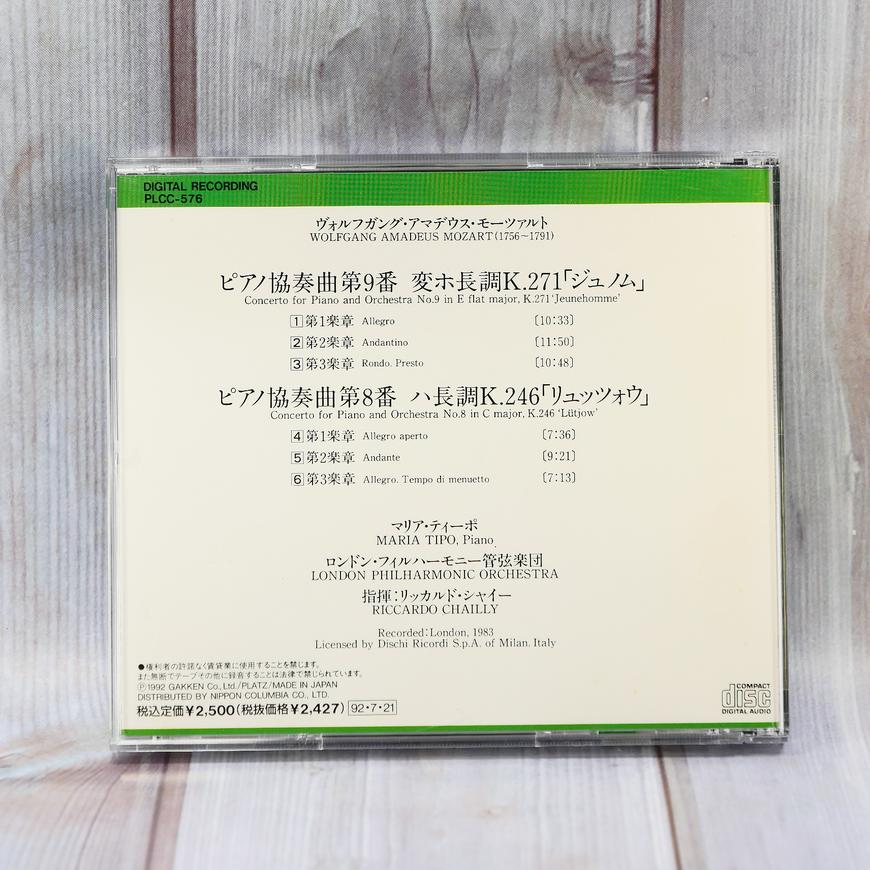 DIGITAL RECORDING
PLCC-576
ヴォルフガング・アマデウス・モーツァルト
WOLFGANG AMADEUS MOZART(1756~1791)
ピアノ協奏曲第9番 変ホ長調K.271「ジュノム」
Concerto for Piano and Orchestra No.9 in E flat major, K.271 'Jeunehomme'
1 第1楽章 Allegro 〔10:33〕
2 第2楽章 Andantino 〔11:50〕
3 第3楽章 Rondo. Presto 〔10:48〕
ピアノ協奏曲第8番 ハ長調K.246「リュッツォウ」
Concerto for Piano and Orchestra No.8 in C major, K.246 'Lütjow'
4 第1楽章 Allegro aperto 〔7:36〕
5 第2楽章 Andante 〔9:21〕
6 第3楽章 Allegro. Tempo di menuetto 〔7:13〕
マリア・ティーポ
MARIA TIPO, Piano
ロンドン・フィルハーモニー管弦楽団
LONDON PHILHARMONIC ORCHESTRA
指揮:リッカルド・シャイー
RICCARDO CHAILLY
Recorded: London, 1983
Licensed by Dischi Ricordi S.p.A. of Milan. Italy
●権利者の許諾なく賃貸業に使用することを禁じます。
また無断でテープその他に録音することは法律で禁じられています。
Ⓟ1992 GAKKEN Co., Ltd./PLATZ/MADE IN JAPAN
DISTRIBUTED BY NIPPON COLUMBIA CO., LTD.
税込定価¥2,500(税抜価格¥2,427) 92・7・21
COMPACT
disc
DIGITAL AUDIO